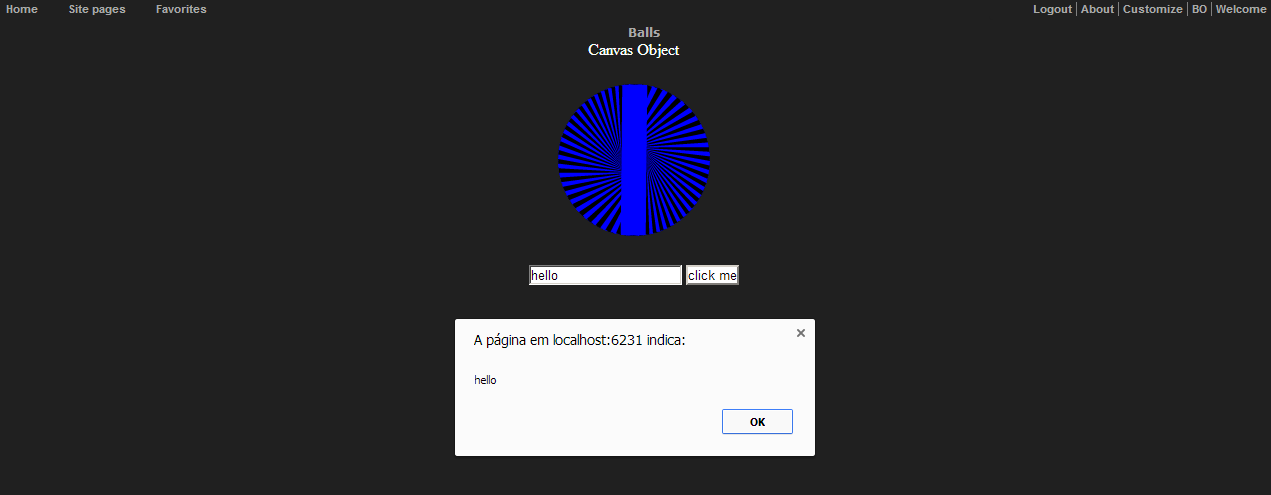 Home Site pages Favorites Logout About Customize BO Welcome
Balls
Canvas Object
hello click me
A página em localhost:6231 indica:
hello
OK